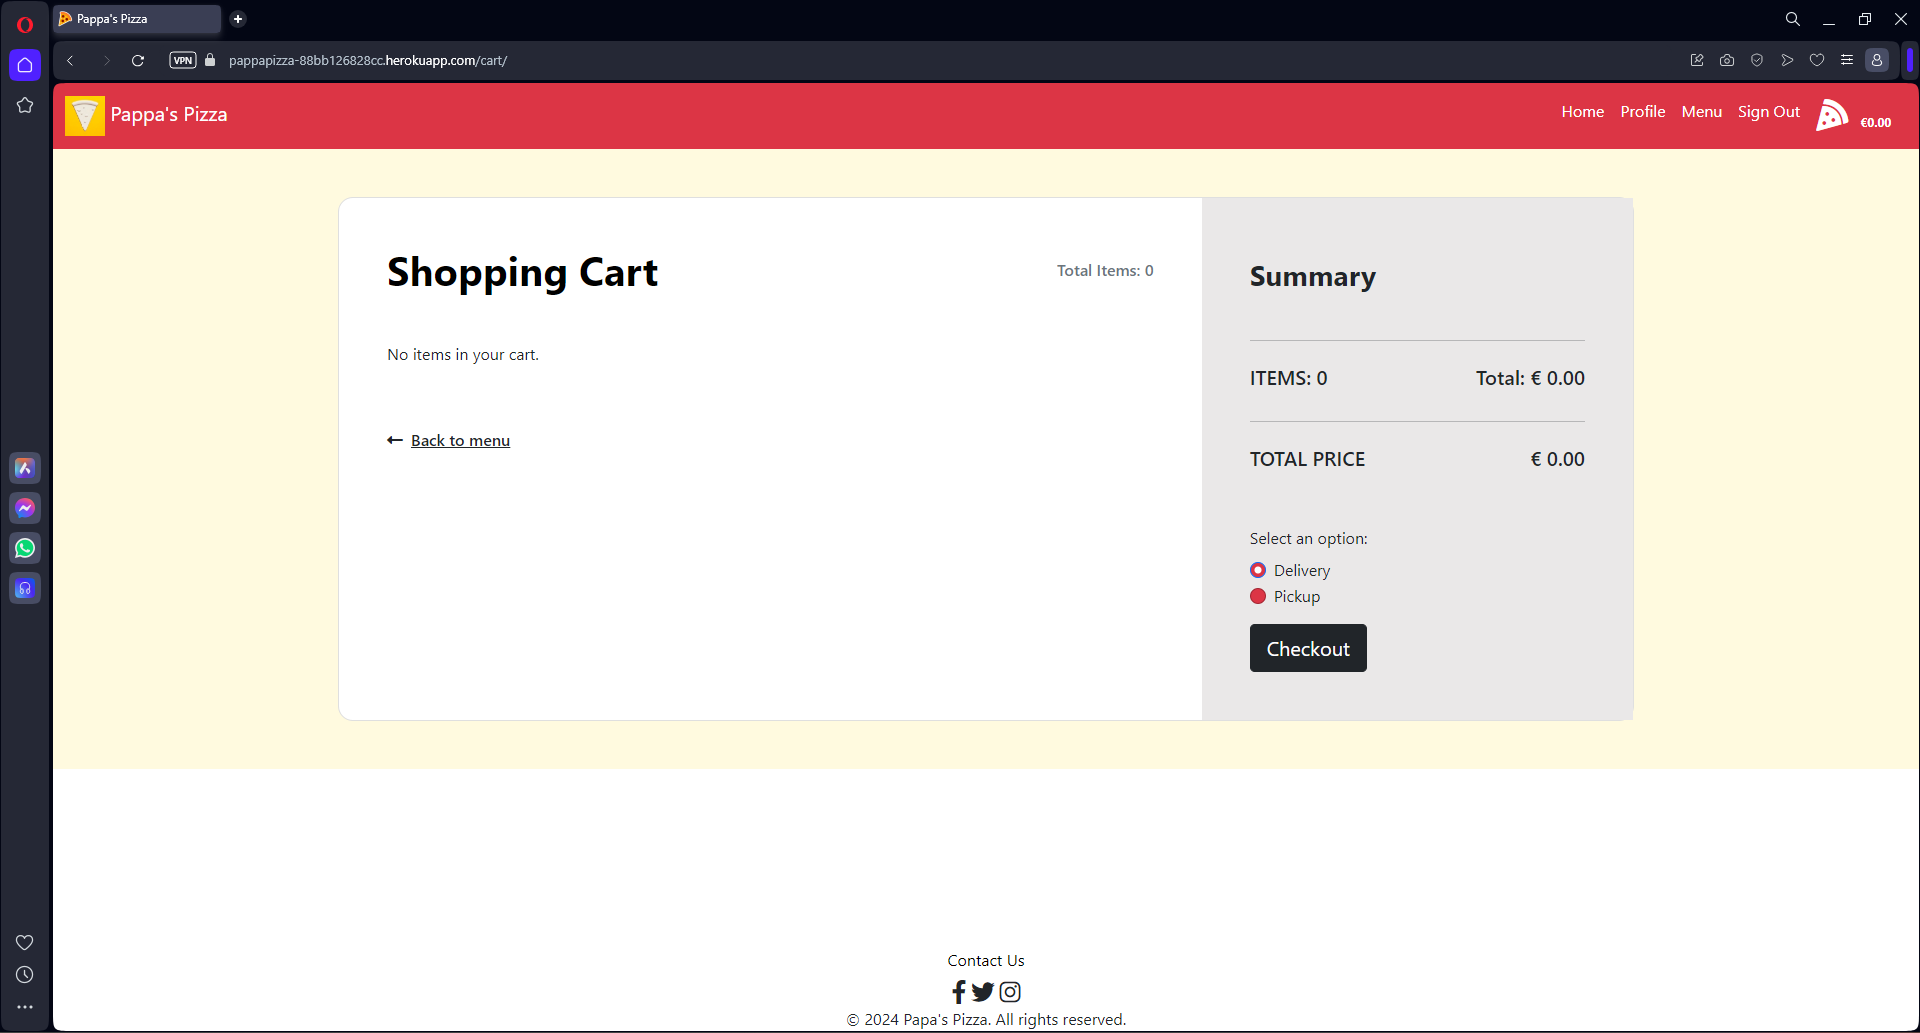 Pappa's Pizza
VPN
pappapizza-88bb126828cc.herokuapp.com/cart/
Pappa's Pizza
Home Profile Menu Sign Out €0.00
Shopping Cart
Total Items: 0
No items in your cart.
Back to menu
Summary
ITEMS: 0 Total: € 0.00
TOTAL PRICE € 0.00
Select an option:
Delivery
Pickup
Checkout
Contact Us
© 2024 Papa's Pizza. All rights reserved.